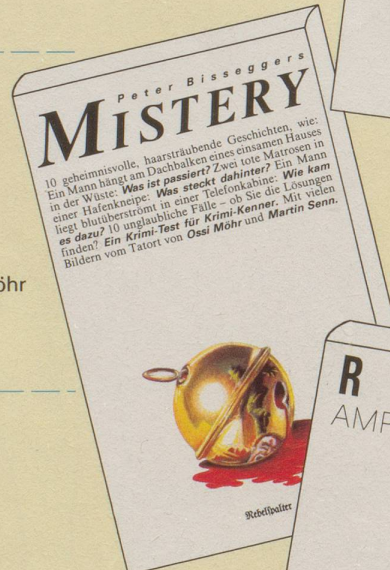 Peter Bisseggers
MISTERY
10 geheimnisvolle, haarsträubende Geschichten, wie:
Ein Mann hängt am Dachbalken eines einsamen Hauses
in der Wüste: Was ist passiert? Zwei tote Matrosen in
einer Hafenkneipe: Was steckt dahinter? Ein Mann
liegt blutüberströmt in einer Telefonkabine: Wie kam
es dazu? 10 unglaubliche Fälle – ob Sie die Lösungen
finden? Ein Krimi-Test für Krimi-Kenner. Mit vielen
Bildern vom Tatort von Ossi Möhr und Martin Senn.
öhr
R
AMP
Nebelspalter